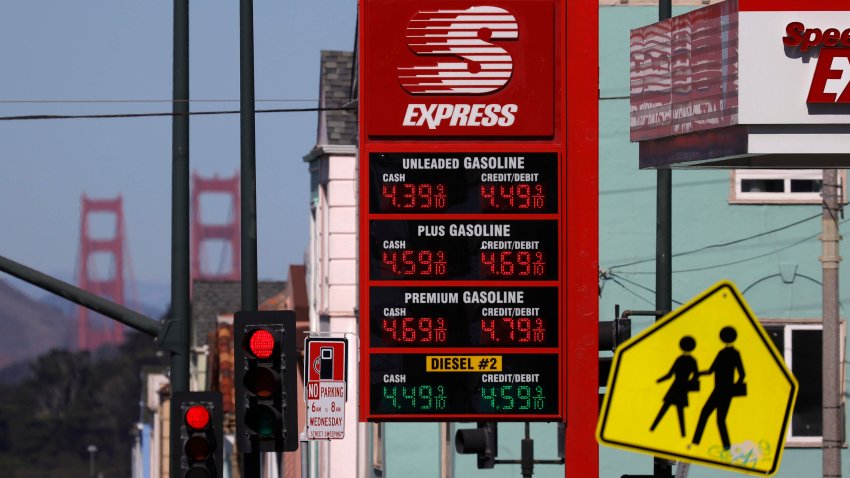 S
EXPRESS
UNLEADED GASOLINE
CASH CREDIT/DEBIT
4.39 9/10 4.49 9/10
PLUS GASOLINE
CASH CREDIT/DEBIT
4.59 9/10 4.69 9/10
PREMIUM GASOLINE
CASH CREDIT/DEBIT
4.69 9/10 4.79 9/10
DIESEL #2
CASH CREDIT/DEBIT
4.49 9/10 4.59 9/10
NO PARKING
6AM TO 8AM
WEDNESDAY
STREET CLEANING
Spee
EX